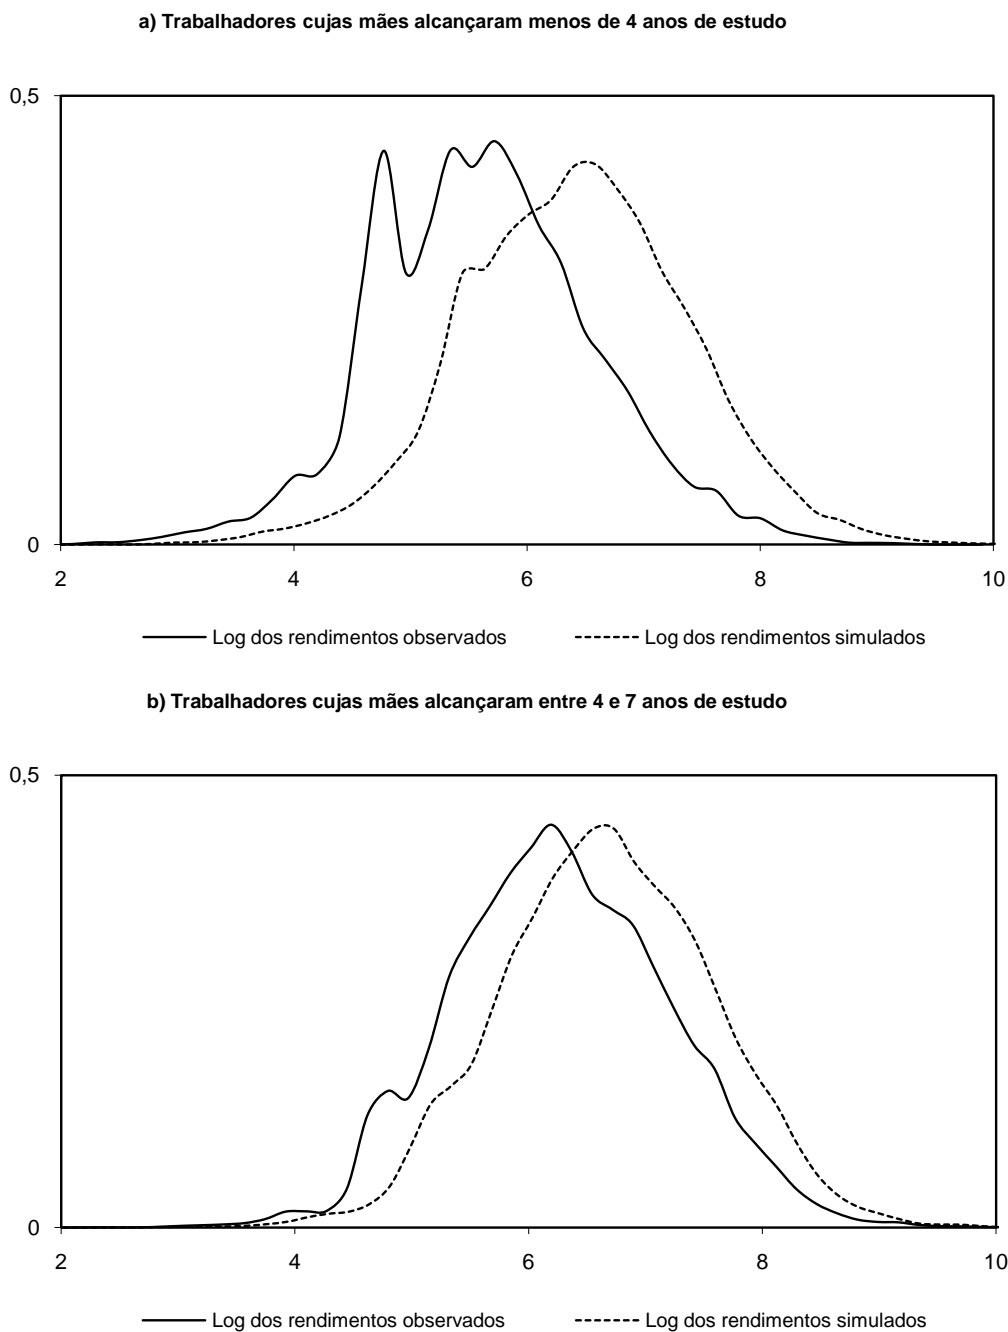 a) Trabalhadores cujas mães alcançaram menos de 4 anos de estudo
0,5
0
2 4 6 8 10
Log dos rendimentos observados Log dos rendimentos simulados
b) Trabalhadores cujas mães alcançaram entre 4 e 7 anos de estudo
0,5
0
2 4 6 8 10
Log dos rendimentos observados Log dos rendimentos simulados